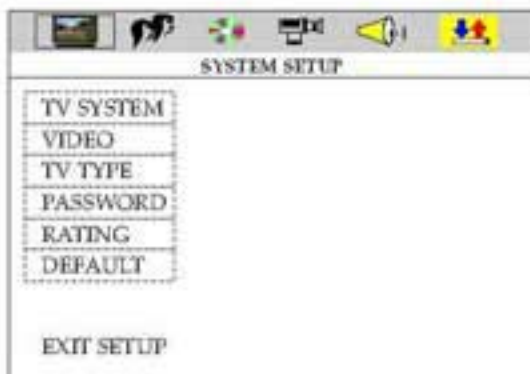 SYSTEM SETUP
TV SYSTEM
VIDEO
TV TYPE
PASSWORD
RATING
DEFAULT
EXIT SETUP